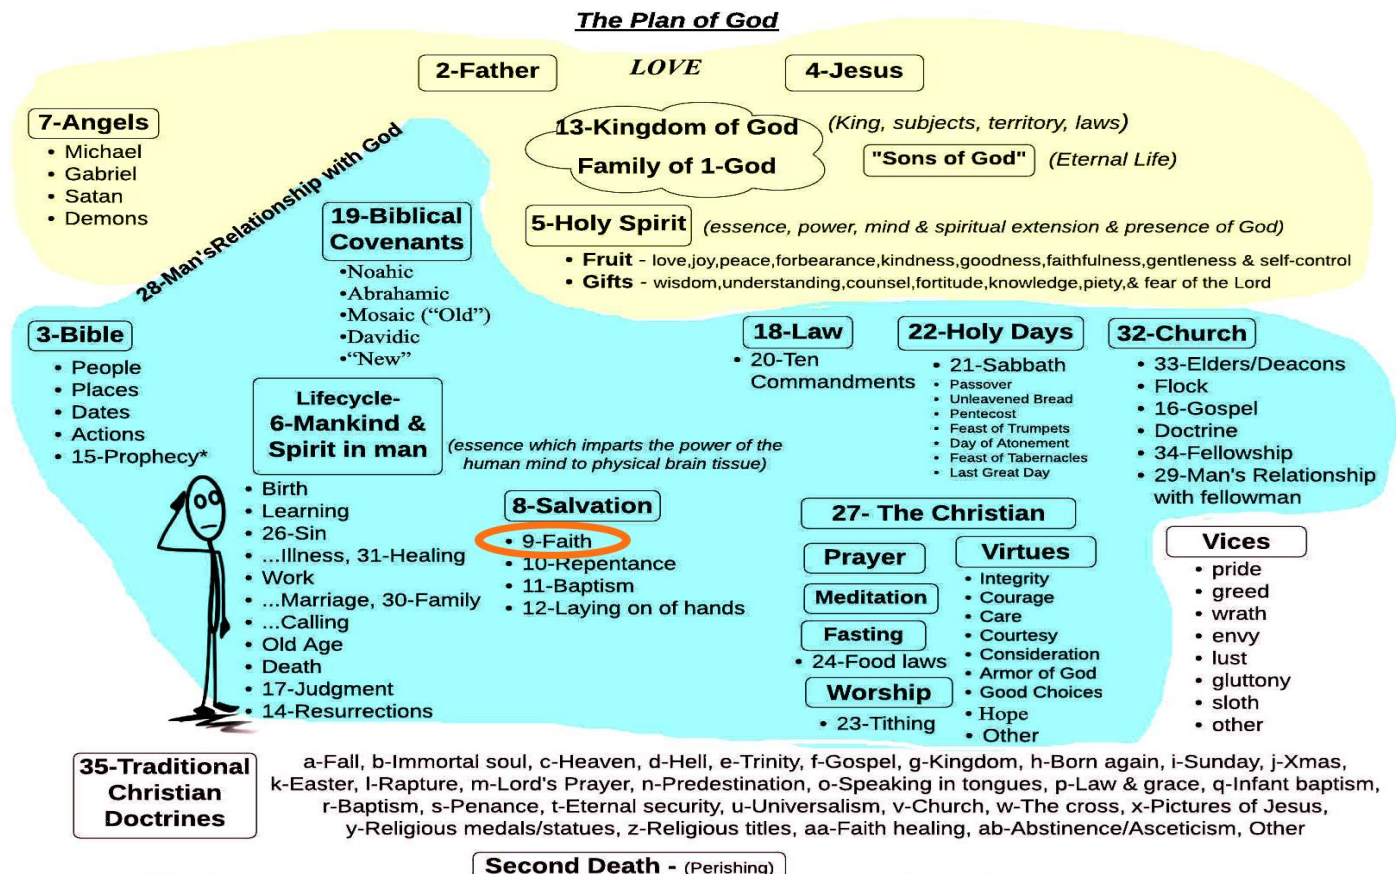 The Plan of God
2-Father
LOVE
4-Jesus
7-Angels
• Michael
• Gabriel
• Satan
• Demons
28-Man'sRelationship with God
13-Kingdom of God
Family of 1-God
(King, subjects, territory, laws)
"Sons of God"
(Eternal Life)
19-Biblical
Covenants
•Noahic
•Abrahamic
•Mosaic (“Old”)
•Davidic
•“New”
5-Holy Spirit
(essence, power, mind & spiritual extension & presence of God)
• Fruit - love,joy,peace,forbearance,kindness,goodness,faithfulness,gentleness & self-control
• Gifts - wisdom,understanding,counsel,fortitude,knowledge,piety,& fear of the Lord
3-Bible
• People
• Places
• Dates
• Actions
• 15-Prophecy*
Lifecycle-
6-Mankind &
Spirit in man
(essence which imparts the power of the
human mind to physical brain tissue)
• Birth
• Learning
• 26-Sin
• ...Illness, 31-Healing
• Work
• ...Marriage, 30-Family
• ...Calling
• Old Age
• Death
• 17-Judgment
• 14-Resurrections
8-Salvation
• 9-Faith
• 10-Repentance
• 11-Baptism
• 12-Laying on of hands
18-Law
• 20-Ten
Commandments
22-Holy Days
• 21-Sabbath
• Passover
• Unleavened Bread
• Pentecost
• Feast of Trumpets
• Day of Atonement
• Feast of Tabernacles
• Last Great Day
32-Church
• 33-Elders/Deacons
• Flock
• 16-Gospel
• Doctrine
• 34-Fellowship
• 29-Man's Relationship
with fellowman
27- The Christian
Prayer
Meditation
Fasting
• 24-Food laws
Worship
• 23-Tithing
Virtues
• Integrity
• Courage
• Care
• Courtesy
• Consideration
• Armor of God
• Good Choices
• Hope
• Other
Vices
• pride
• greed
• wrath
• envy
• lust
• gluttony
• sloth
• other
35-Traditional
Christian
Doctrines
a-Fall, b-Immortal soul, c-Heaven, d-Hell, e-Trinity, f-Gospel, g-Kingdom, h-Born again, i-Sunday, j-Xmas,
k-Easter, l-Rapture, m-Lord's Prayer, n-Predestination, o-Speaking in tongues, p-Law & grace, q-Infant baptism,
r-Baptism, s-Penance, t-Eternal security, u-Universalism, v-Church, w-The cross, x-Pictures of Jesus,
y-Religious medals/statues, z-Religious titles, aa-Faith healing, ab-Abstinence/Asceticism, Other
Second Death - (Perishing)